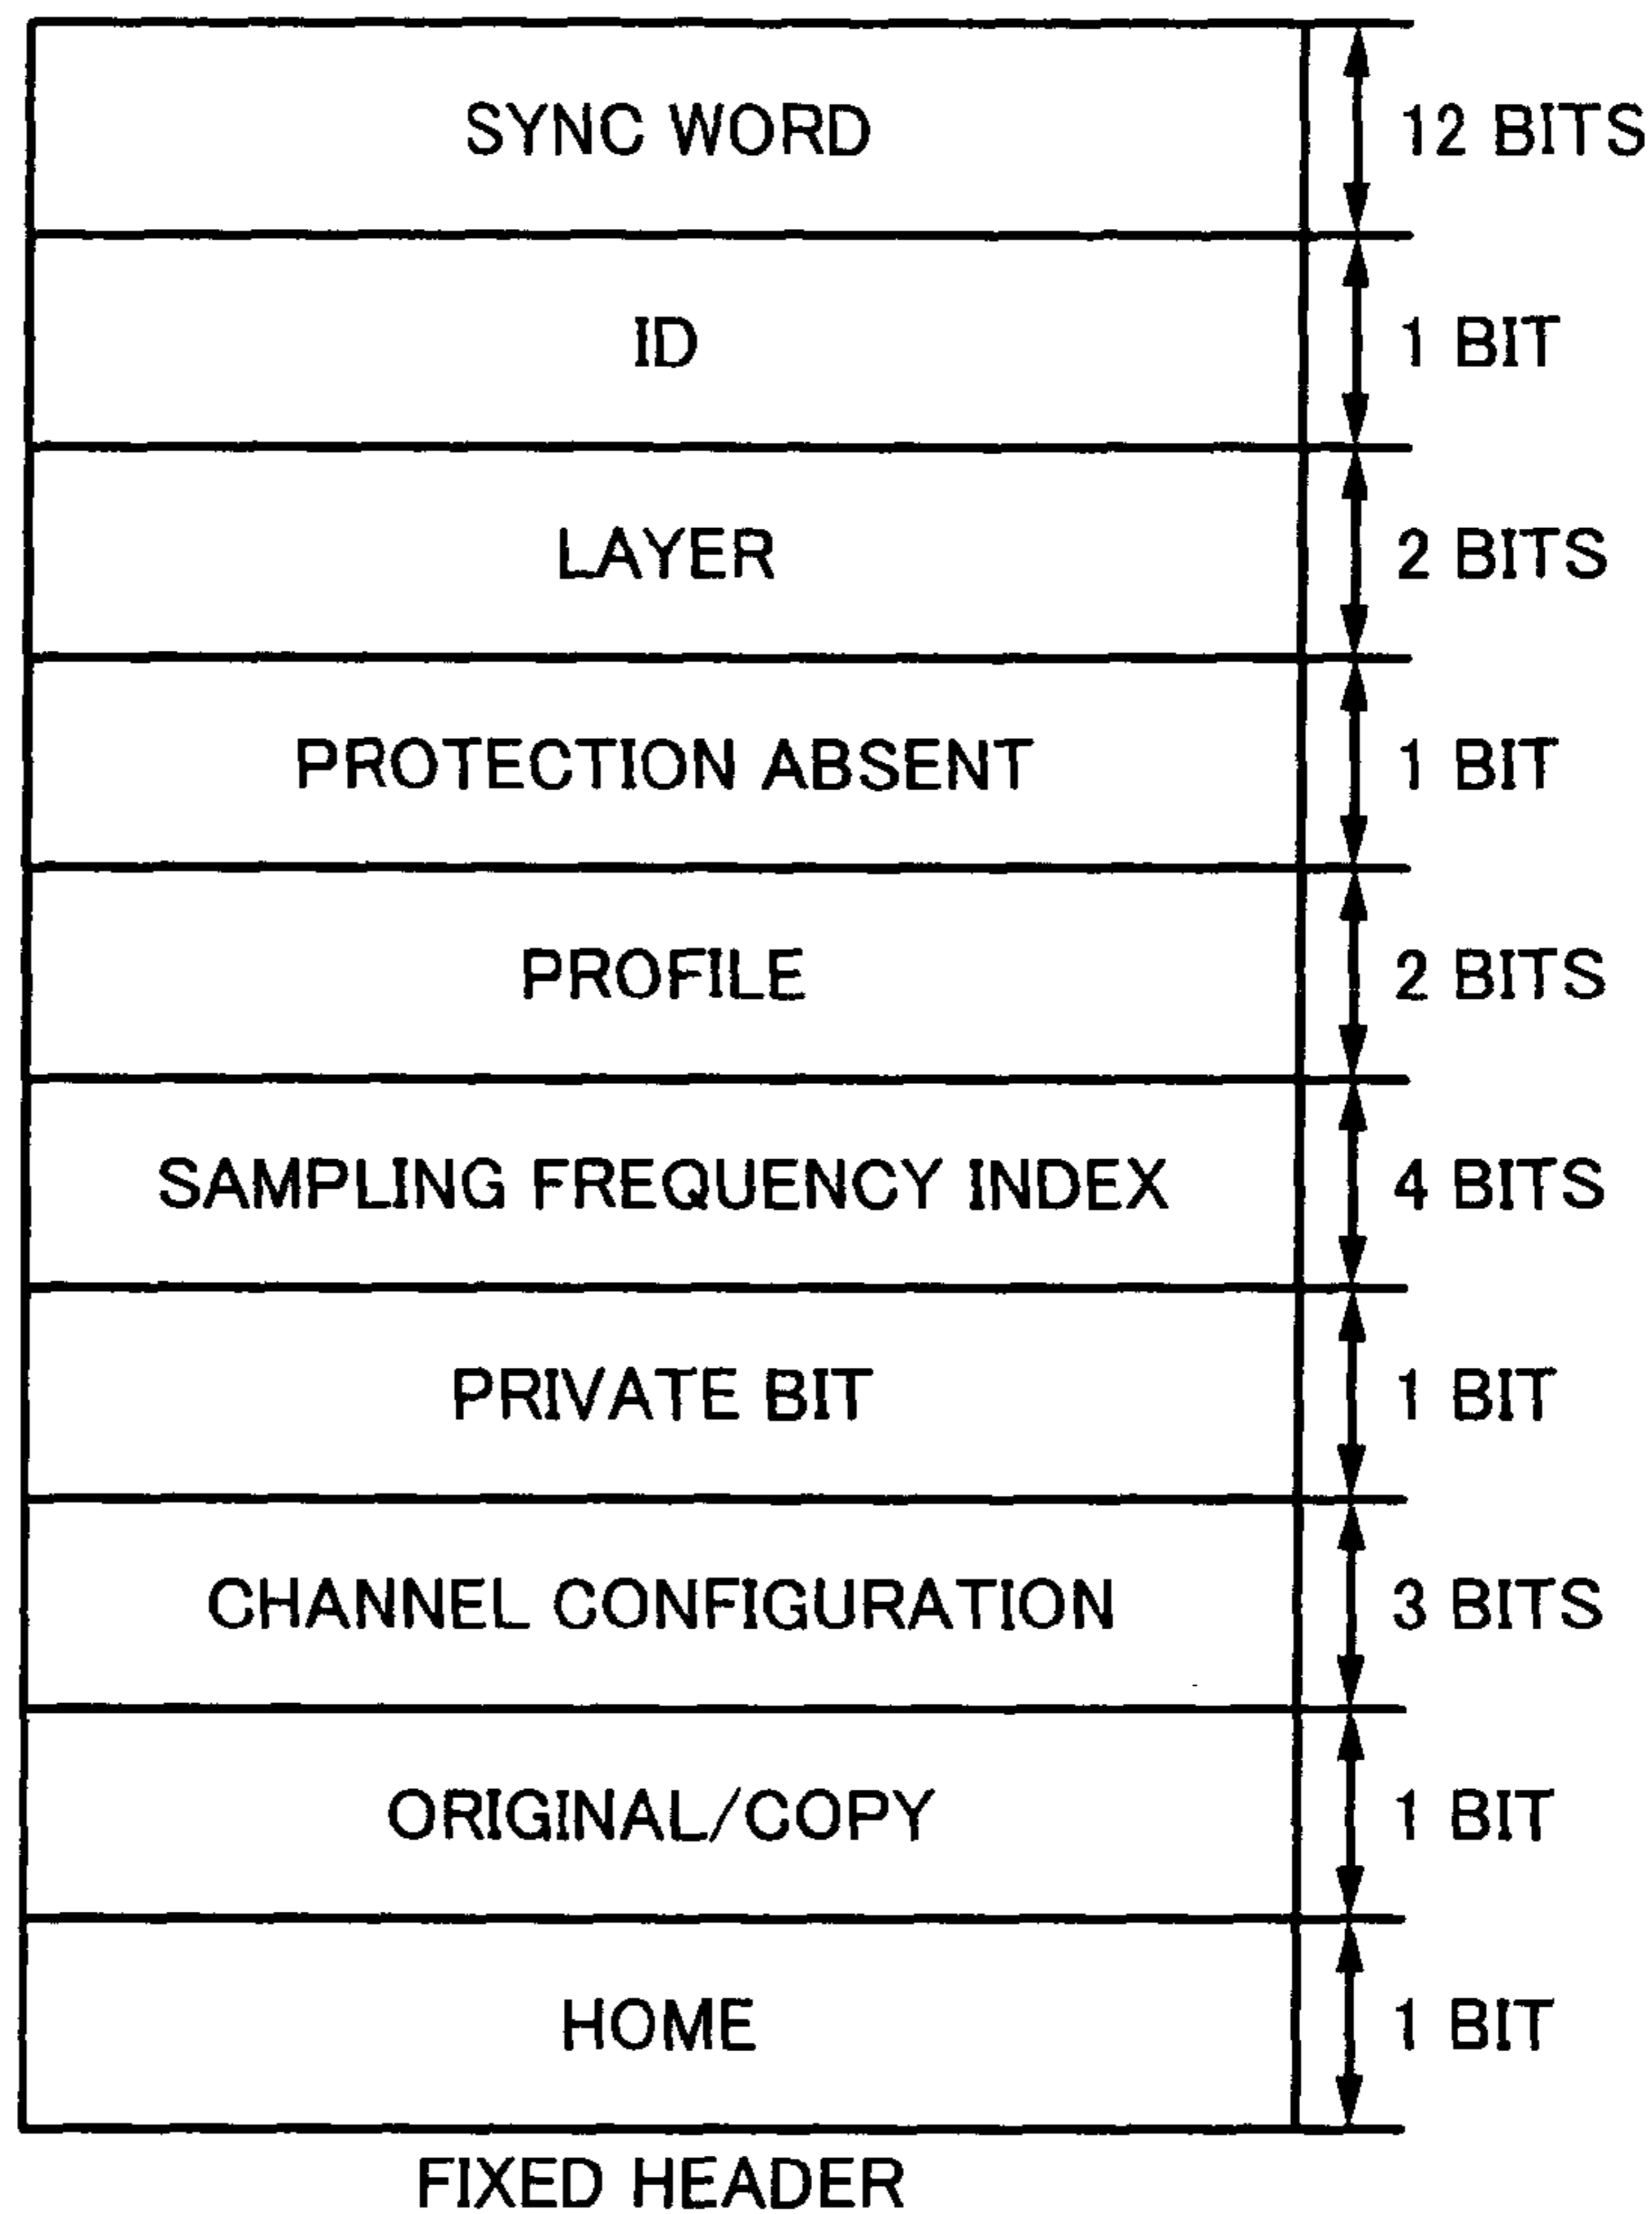 SYNC WORD 12 BITS
ID 1 BIT
LAYER 2 BITS
PROTECTION ABSENT 1 BIT
PROFILE 2 BITS
SAMPLING FREQUENCY INDEX 4 BITS
PRIVATE BIT 1 BIT
CHANNEL CONFIGURATION 3 BITS
ORIGINAL/COPY 1 BIT
HOME 1 BIT
FIXED HEADER